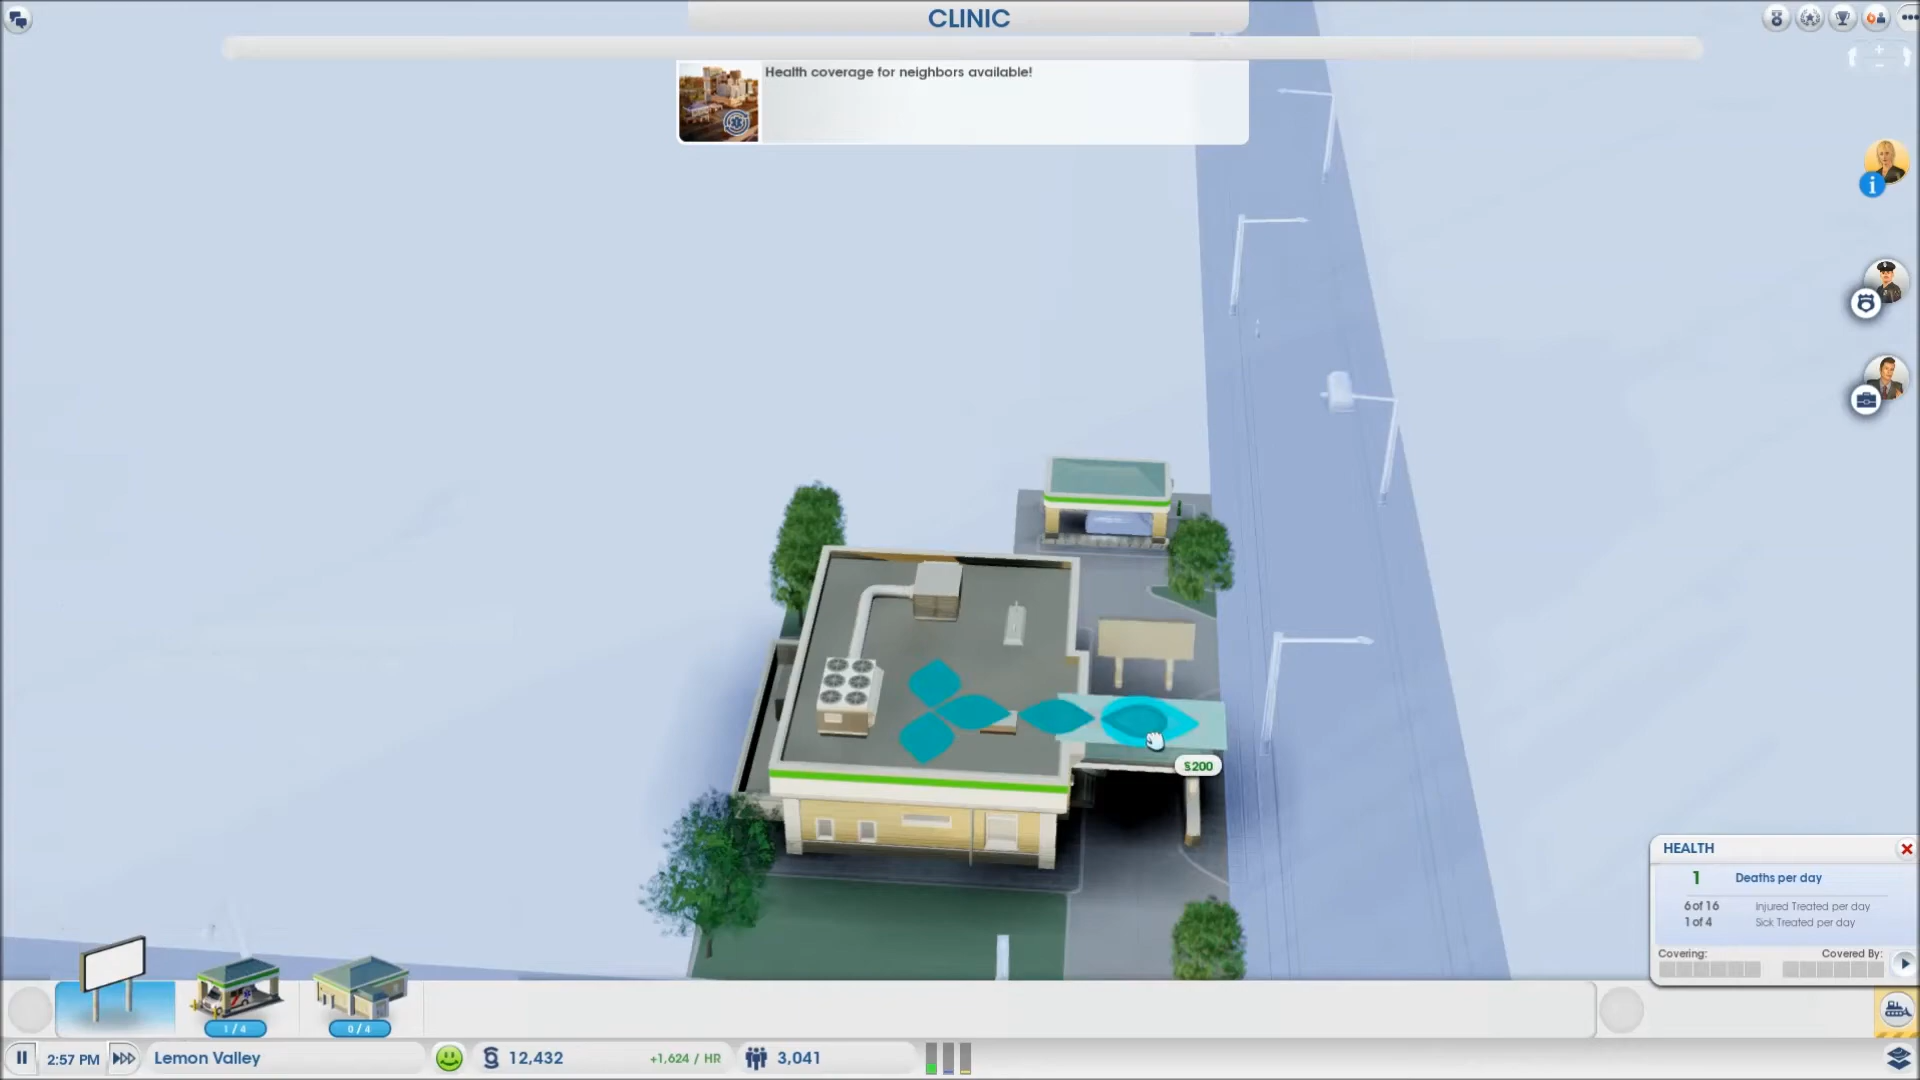 CLINIC
Health coverage for neighbors available!
§200
HEALTH
1 Deaths per day
6 of 16 Injured Treated per day
1 of 4 Sick Treated per day
Covering: Covered By:
1 / 4
0 / 4
2:57 PM
Lemon Valley
12,432
+1,624 / HR
3,041